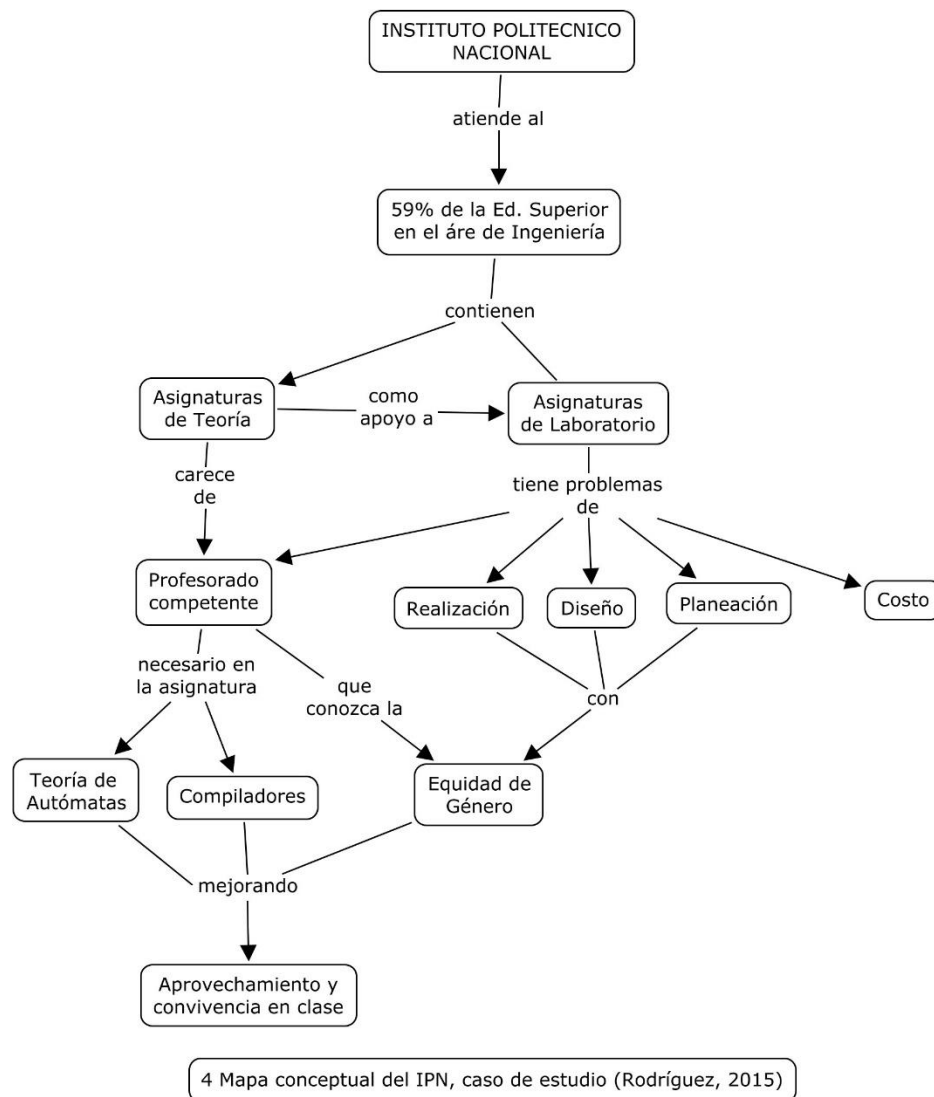 INSTITUTO POLITECNICO
NACIONAL
atiende al
59% de la Ed. Superior
en el áre de Ingeniería
contienen
Asignaturas
de Teoría
como
apoyo a
Asignaturas
de Laboratorio
carece
de
tiene problemas
de
Profesorado
competente
Realización
Diseño
Planeación
Costo
necesario en
la asignatura
que
conozca la
con
Teoría de
Autómatas
Compiladores
Equidad de
Género
mejorando
Aprovechamiento y
convivencia en clase
4 Mapa conceptual del IPN, caso de estudio (Rodríguez, 2015)